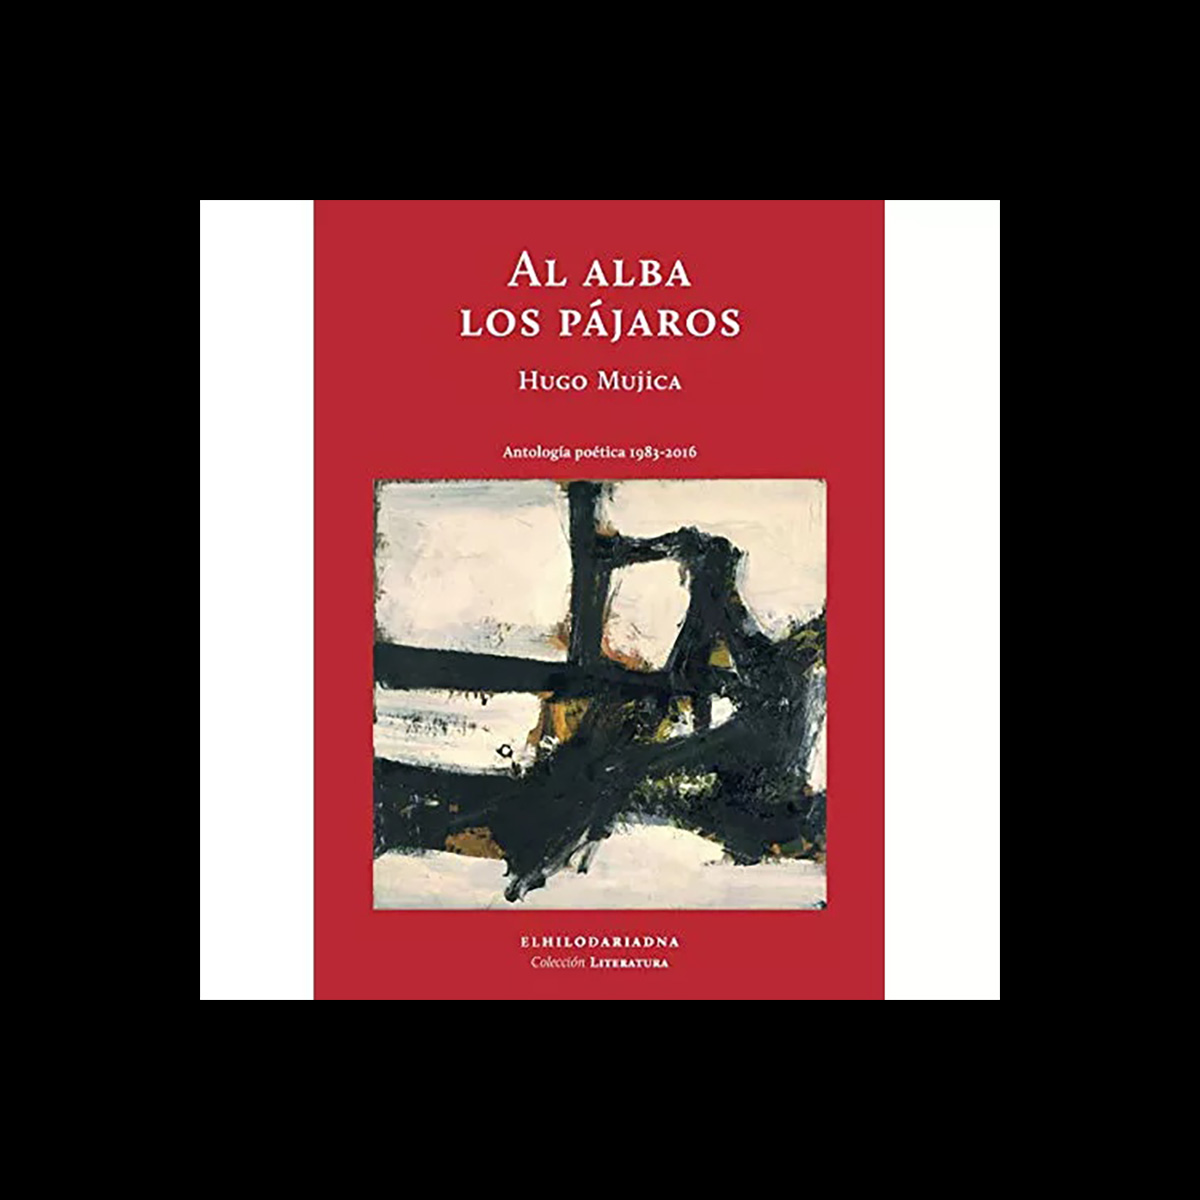 Al alba
los pájaros
Hugo Mujica
Antología poética 1983-2016
ELHILODARIADNA
Colección Literatura